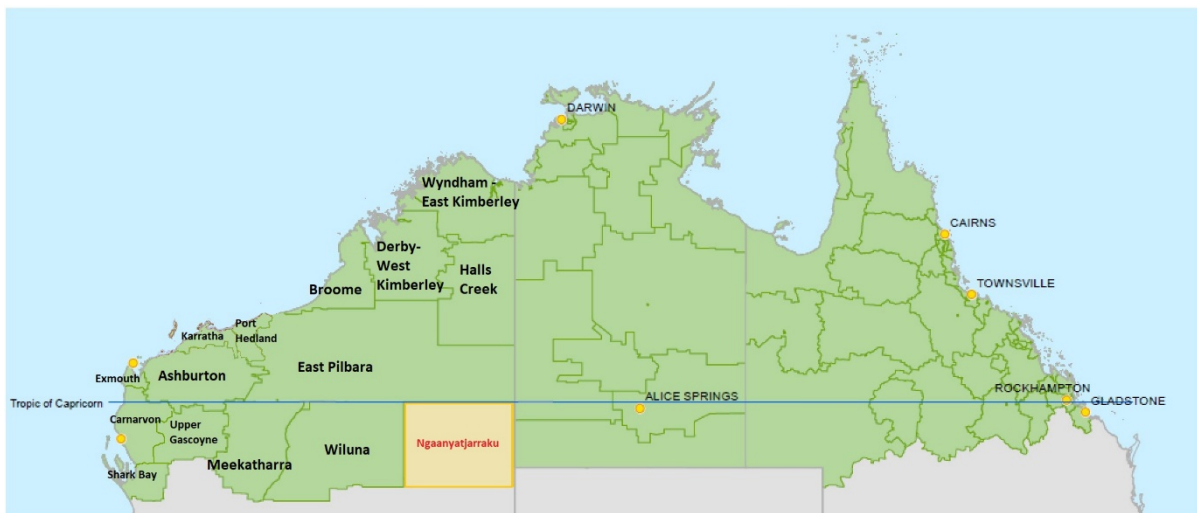 DARWIN
Wyndham -
East Kimberley
CAIRNS
Derby-
West
Kimberley
Halls
Creek
Broome
TOWNSVILLE
Port
Hedland
Karratha
East Pilbara
Exmouth
Ashburton
ROCKHAMPTON
ALICE SPRINGS
GLADSTONE
Tropic of Capricorn
Carnarvon
Upper
Gascoyne
Ngaanyatjarraku
Wiluna
Meekatharra
Shark Bay